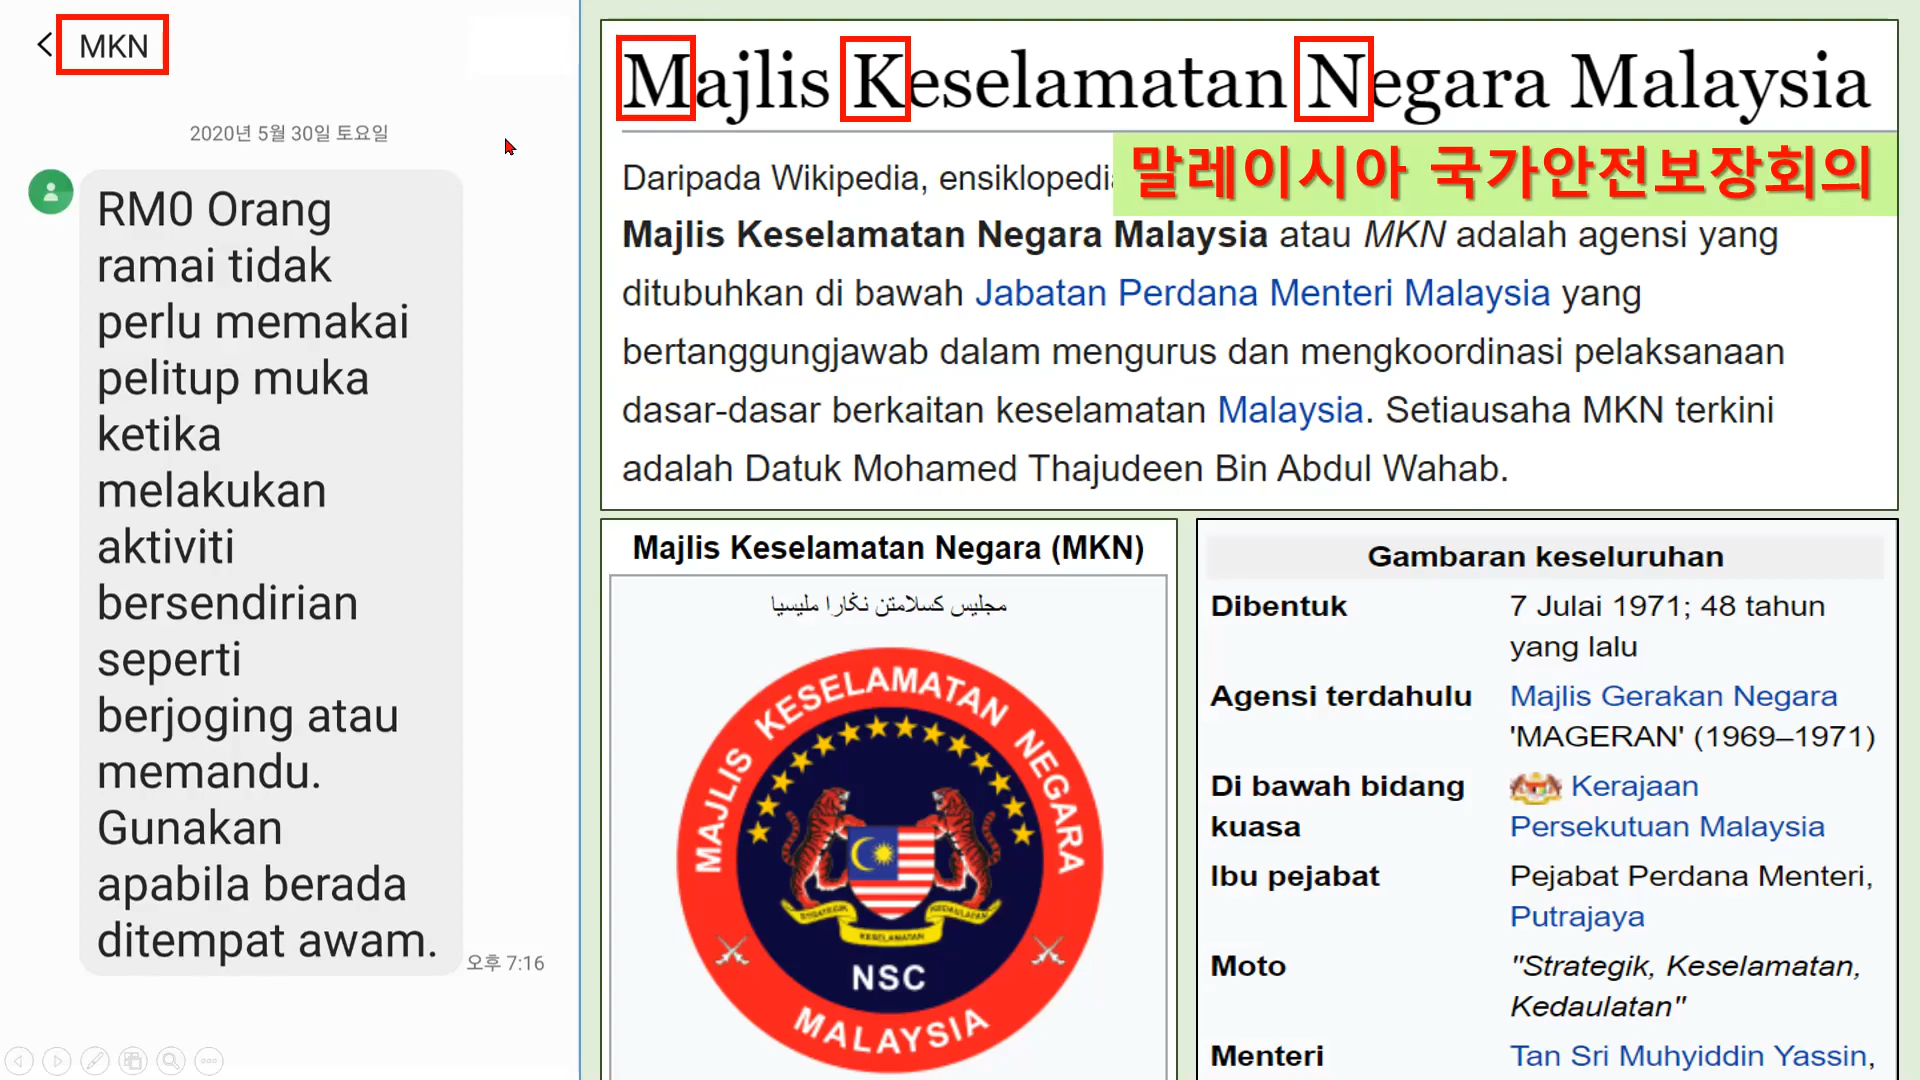 MKN
2020년 5월 30일 토요일
RM0 Orang
ramai tidak
perlu memakai
pelitup muka
ketika
melakukan
aktiviti
bersendirian
seperti
berjoging atau
memandu.
Gunakan
apabila berada
ditempat awam.
오후 7:16
Majlis Keselamatan Negara Malaysia
Daripada Wikipedia, ensiklopedia
말레이시아 국가안전보장회의
Majlis Keselamatan Negara Malaysia atau MKN adalah agensi yang
ditubuhkan di bawah Jabatan Perdana Menteri Malaysia yang
bertanggungjawab dalam mengurus dan mengkoordinasi pelaksanaan
dasar-dasar berkaitan keselamatan Malaysia. Setiausaha MKN terkini
adalah Datuk Mohamed Thajudeen Bin Abdul Wahab.
Majlis Keselamatan Negara (MKN)
مجليس كسلامتن نݢارا مليسيا
MAJLIS KESELAMATAN NEGARA
STRATEGIK
KESELAMATAN
KEDAULATAN
NSC
MALAYSIA
Gambaran keseluruhan
Dibentuk 7 Julai 1971; 48 tahun
yang lalu
Agensi terdahulu Majlis Gerakan Negara
'MAGERAN' (1969–1971)
Di bawah bidang Kerajaan
kuasa Persekutuan Malaysia
Ibu pejabat Pejabat Perdana Menteri,
Putrajaya
Moto "Strategik, Keselamatan,
Kedaulatan"
Menteri Tan Sri Muhyiddin Yassin,